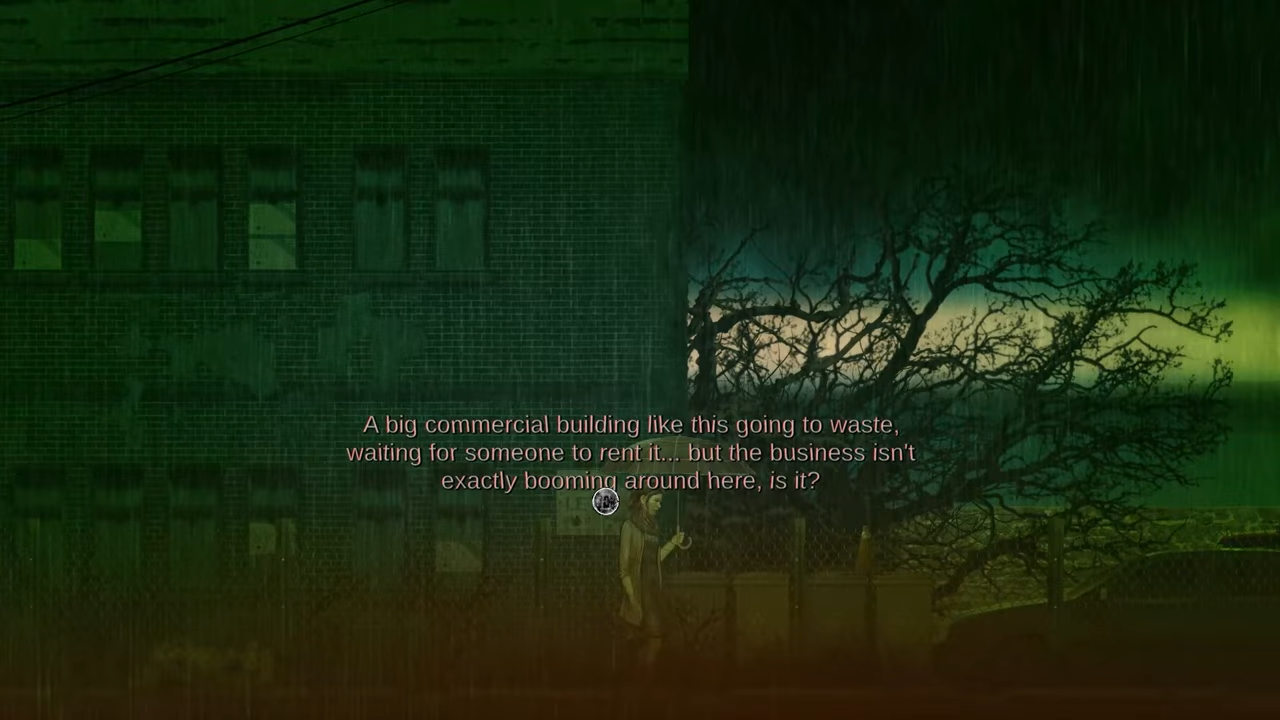 A big commercial building like this going to waste,
waiting for someone to rent it... but the business isn't
exactly booming around here, is it?